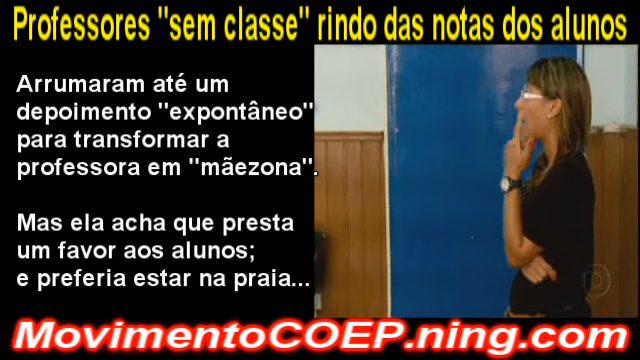 Professores "sem classe" rindo das notas dos alunos
Arrumaram até um
depoimento "expontâneo"
para transformar a
professora em "mãezona".
Mas ela acha que presta
um favor aos alunos;
e preferia estar na praia...
MovimentoCOEP.ning.com